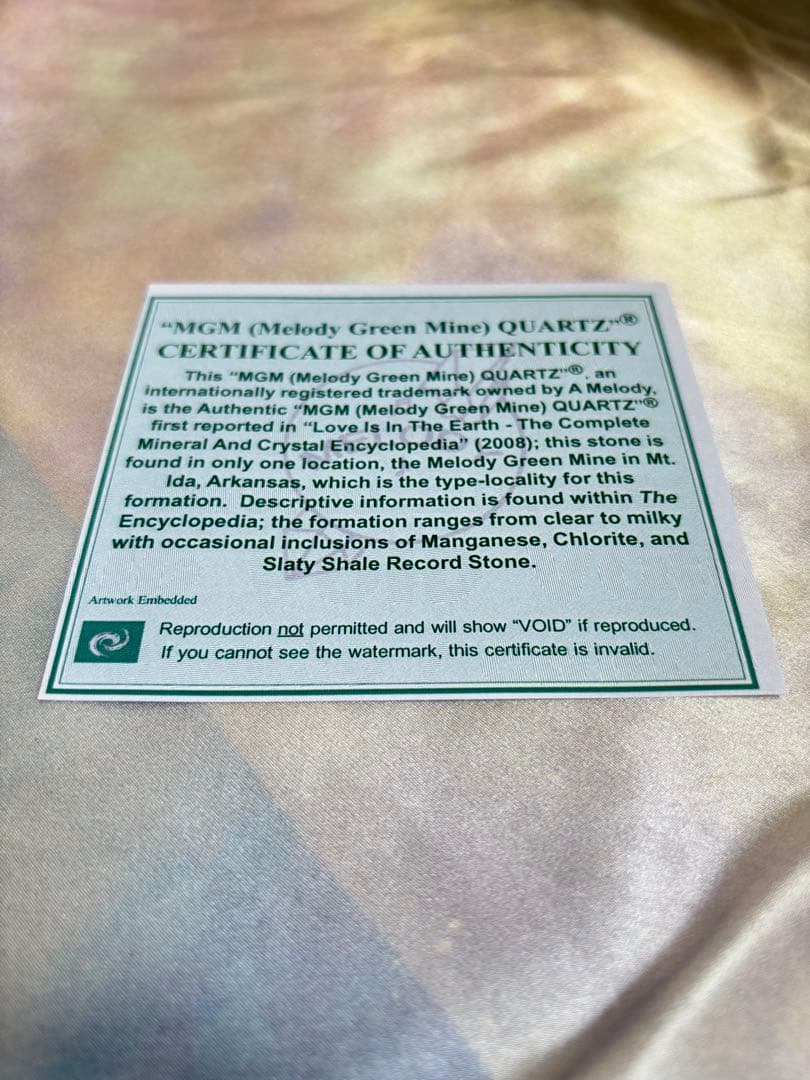 “MGM (Melody Green Mine) QUARTZ”®
CERTIFICATE OF AUTHENTICITY
This “MGM (Melody Green Mine) QUARTZ”®, an
internationally registered trademark owned by A Melody,
is the Authentic “MGM (Melody Green Mine) QUARTZ”®
first reported in “Love Is In The Earth - The Complete
Mineral And Crystal Encyclopedia” (2008); this stone is
found in only one location, the Melody Green Mine in Mt.
Ida, Arkansas, which is the type-locality for this
formation. Descriptive information is found within The
Encyclopedia; the formation ranges from clear to milky
with occasional inclusions of Manganese, Chlorite, and
Slaty Shale Record Stone.
Artwork Embedded
Reproduction not permitted and will show “VOID” if reproduced.
If you cannot see the watermark, this certificate is invalid.